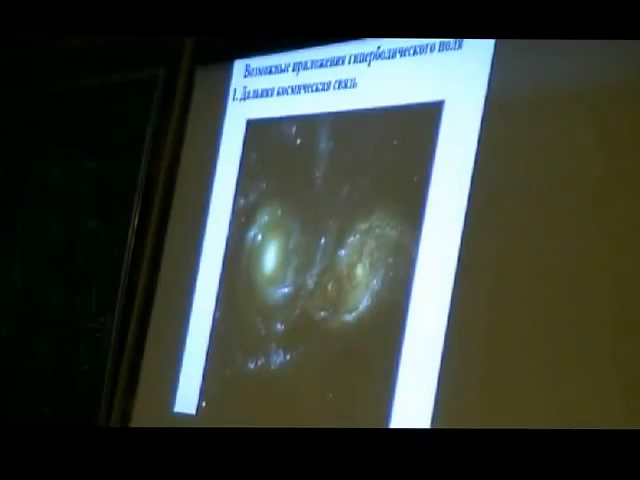 Возможные приложения гиперболического поля
1. Дальняя космическая связь